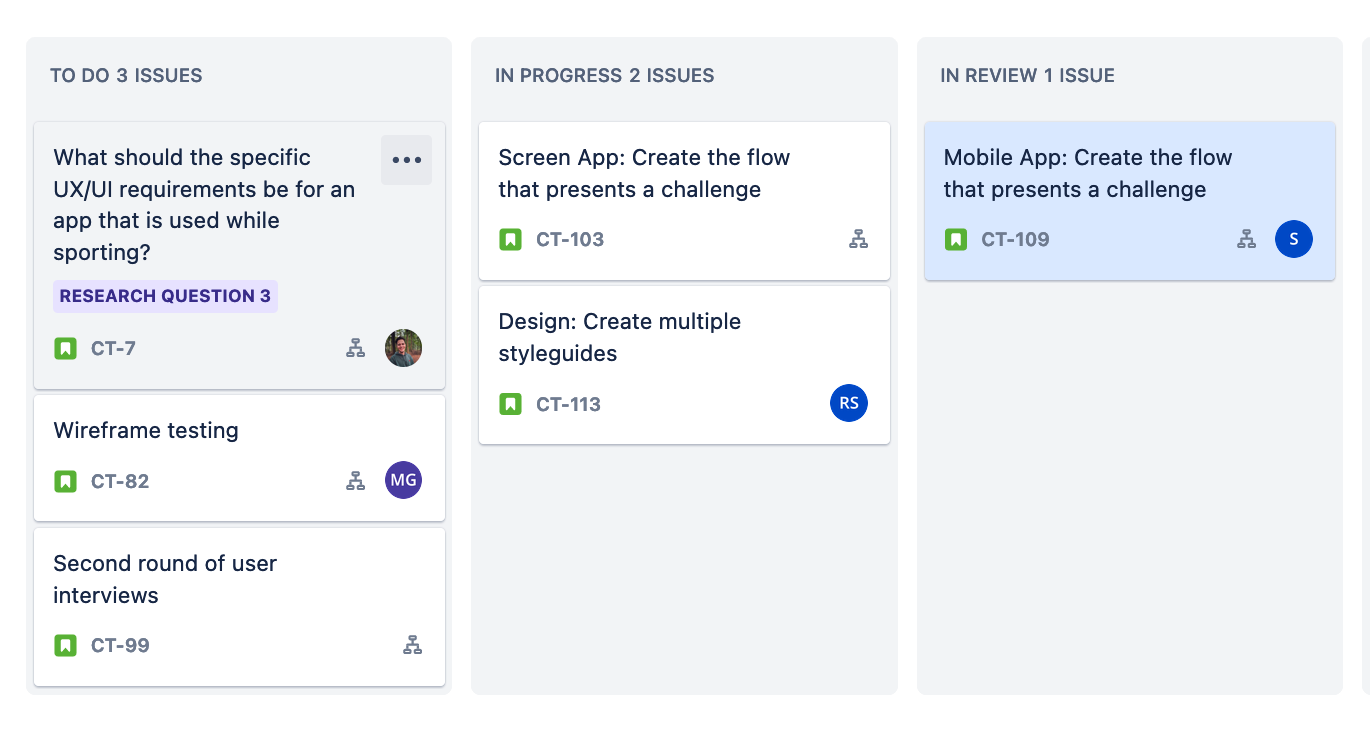 TO DO 3 ISSUES
What should the specific
UX/UI requirements be for an
app that is used while
sporting?
RESEARCH QUESTION 3
CT-7
Wireframe testing
CT-82
MG
Second round of user
interviews
CT-99
IN PROGRESS 2 ISSUES
Screen App: Create the flow
that presents a challenge
CT-103
Design: Create multiple
styleguides
CT-113
RS
IN REVIEW 1 ISSUE
Mobile App: Create the flow
that presents a challenge
CT-109
S